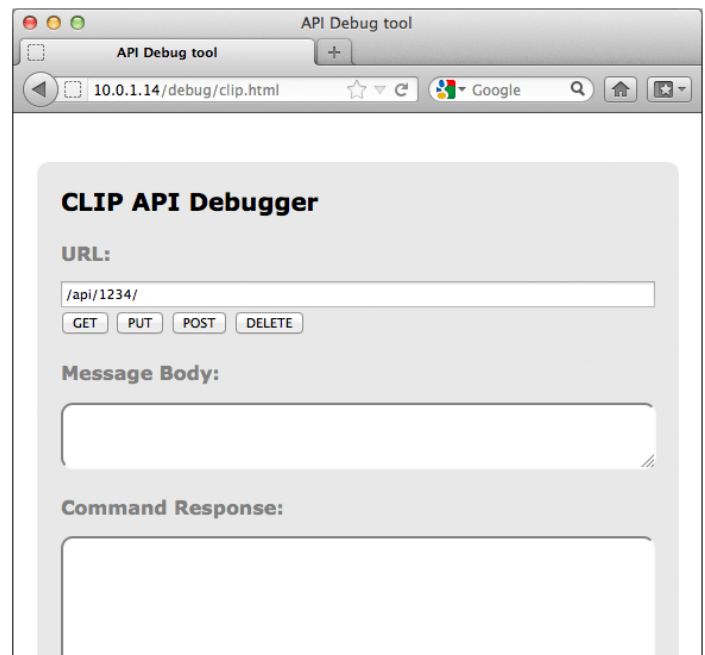 API Debug tool
API Debug tool
10.0.1.14/debug/clip.html
Google
CLIP API Debugger
URL:
/api/1234/
GET PUT POST DELETE
Message Body:
Command Response: